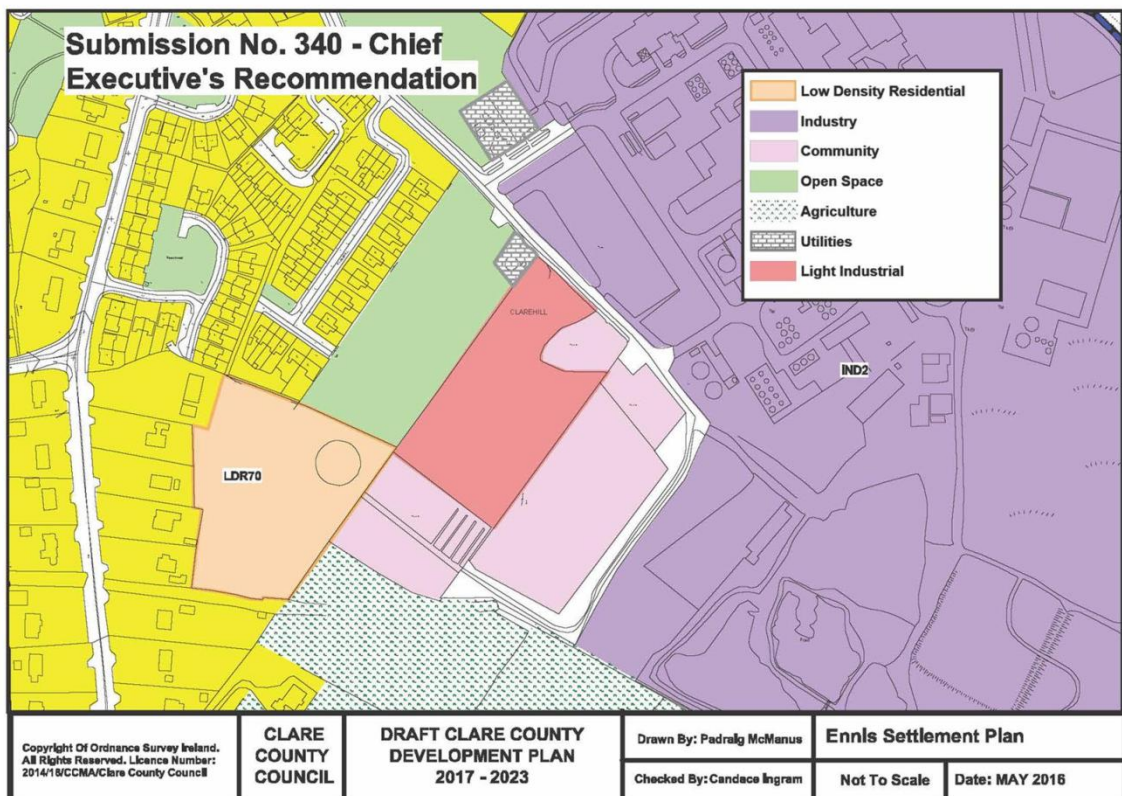 Submission No. 340 - Chief
Executive's Recommendation
Low Density Residential
Industry
Community
Open Space
Agriculture
Utilities
Light Industrial
CLAREHILL
IND2
LDR70
Copyright Of Ordnance Survey Ireland.
All Rights Reserved. Licence Number:
2014/18/CCMA/Clare County Council
CLARE
COUNTY
COUNCIL
DRAFT CLARE COUNTY
DEVELOPMENT PLAN
2017 - 2023
Drawn By: Padraig McManus
Checked By: Candace Ingram
Ennis Settlement Plan
Not To Scale
Date: MAY 2016